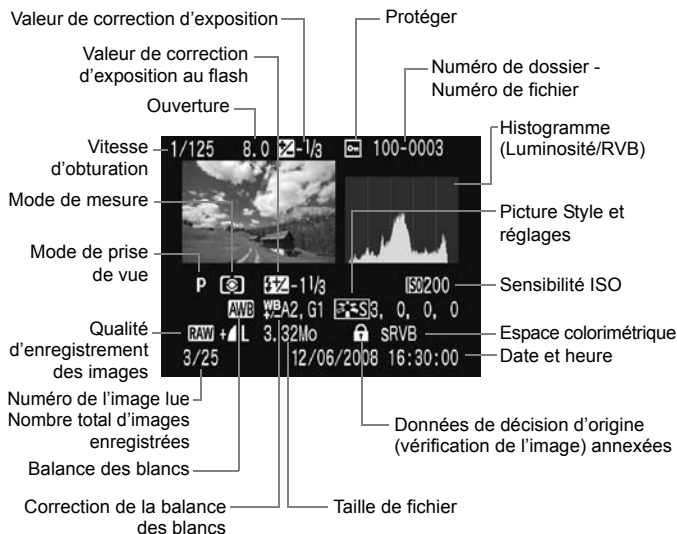 Valeur de correction d'exposition
Protéger
Valeur de correction
d'exposition au flash
Numéro de dossier -
Numéro de fichier
Ouverture
Histogramme
(Luminosité/RVB)
1/125 8.0 -1/3 100-0003
Vitesse
d'obturation
Mode de mesure
Picture Style et
réglages
Mode de prise
de vue
P -1 1/3 ISO200
Sensibilité ISO
AWB WB A2, G1 S 3, 0, 0, 0
Qualité
d'enregistrement
des images
RAW + L 3.32Mo sRVB
Espace colorimétrique
3/25 12/06/2008 16:30:00
Date et heure
Numéro de l'image lue
Nombre total d'images
enregistrées
Données de décision d'origine
(vérification de l'image) annexées
Balance des blancs
Correction de la balance
des blancs
Taille de fichier